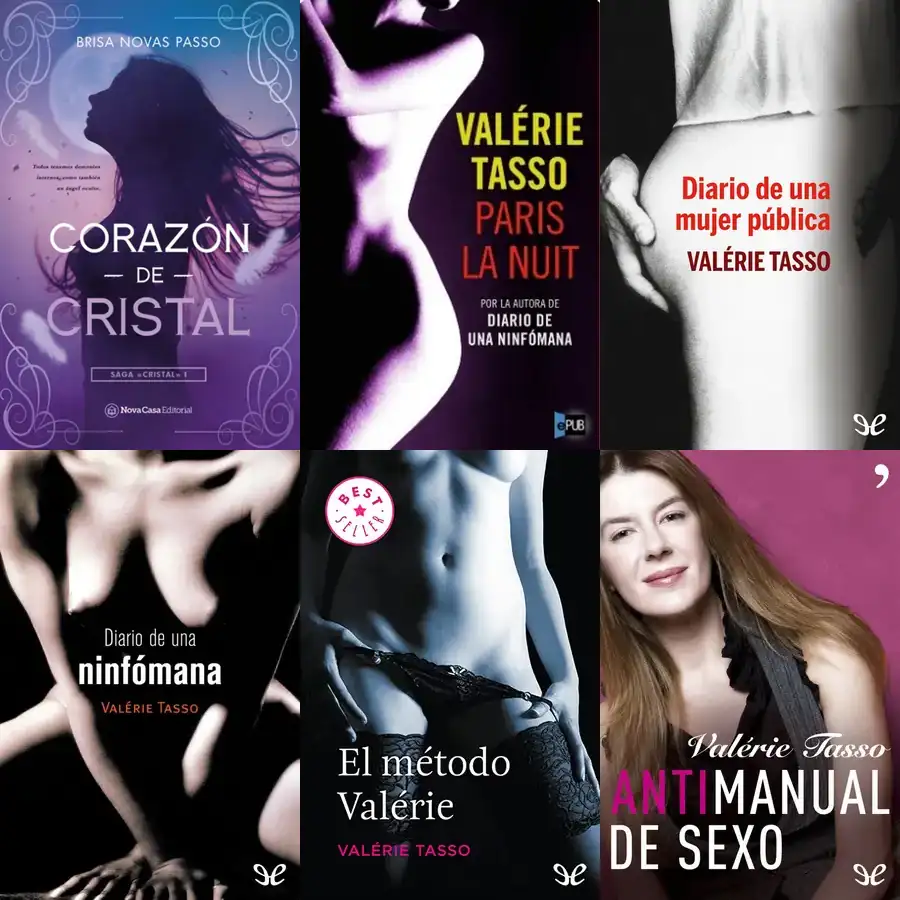 BRISA NOVAS PASSO
Todos tenemos demonios
internos, como también
un ángel oculto.
CORAZÓN
— DE —
CRISTAL
SAGA «CRISTAL» 1
Nova Casa Editorial
VALÉRIE
TASSO
PARIS
LA NUIT
POR LA AUTORA DE
DIARIO DE
UNA NINFÓMANA
ePUB
Diario de una
mujer pública
VALÉRIE TASSO
Diario de una
ninfómana
VALÉRIE TASSO
BEST
SELLER
El método
Valérie
VALÉRIE TASSO
Valérie Tasso
ANTIMANUAL
DE SEXO